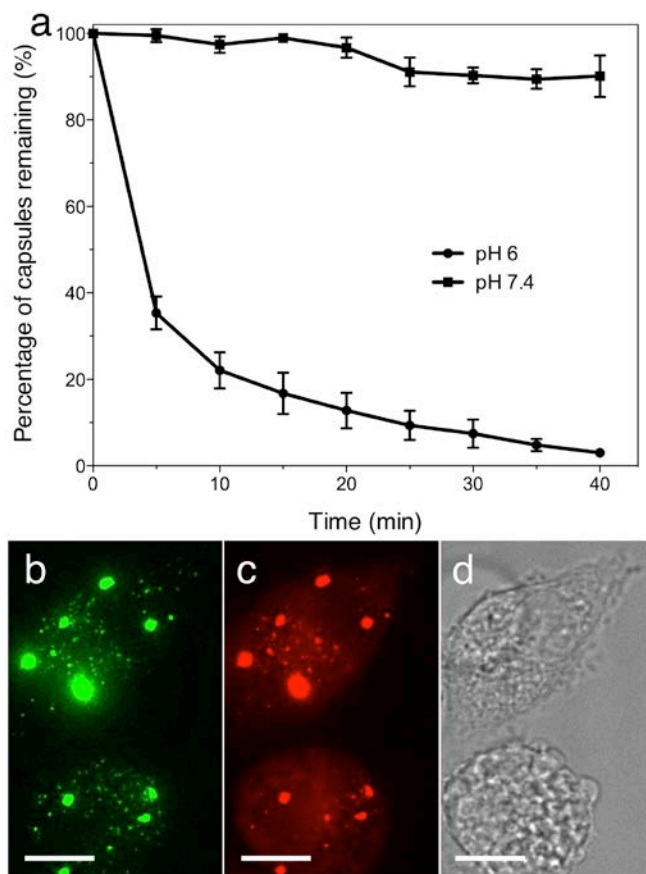 a
Percentage of capsules remaining (%)
100
80
60
40
20
0
pH 6
pH 7.4
0 10 20 30 40
Time (min)
b c d